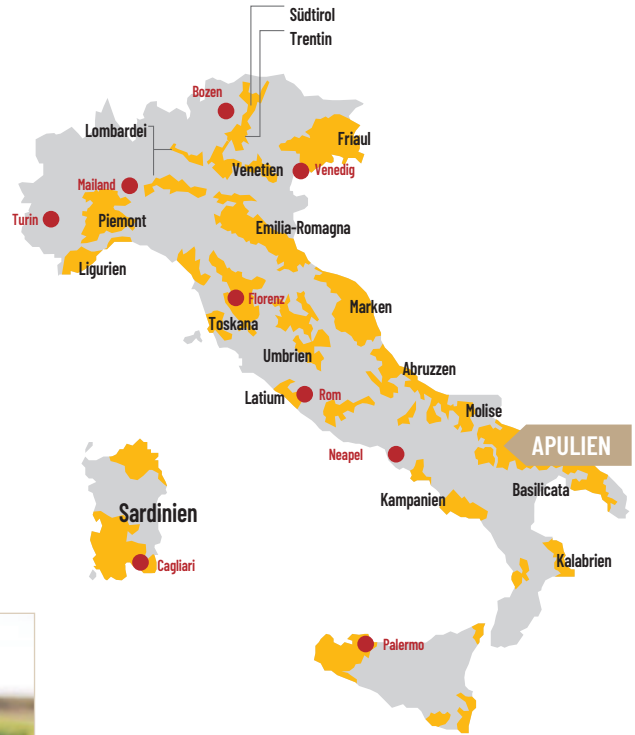 Südtirol
Trentin
Bozen
Lombardei
Friaul
Venetien
Venedig
Mailand
Turin
Piemont
Emilia-Romagna
Ligurien
Florenz
Marken
Toskana
Umbrien
Abruzzen
Latium
Rom
Molise
APULIEN
Neapel
Basilicata
Kampanien
Sardinien
Kalabrien
Cagliari
Palermo